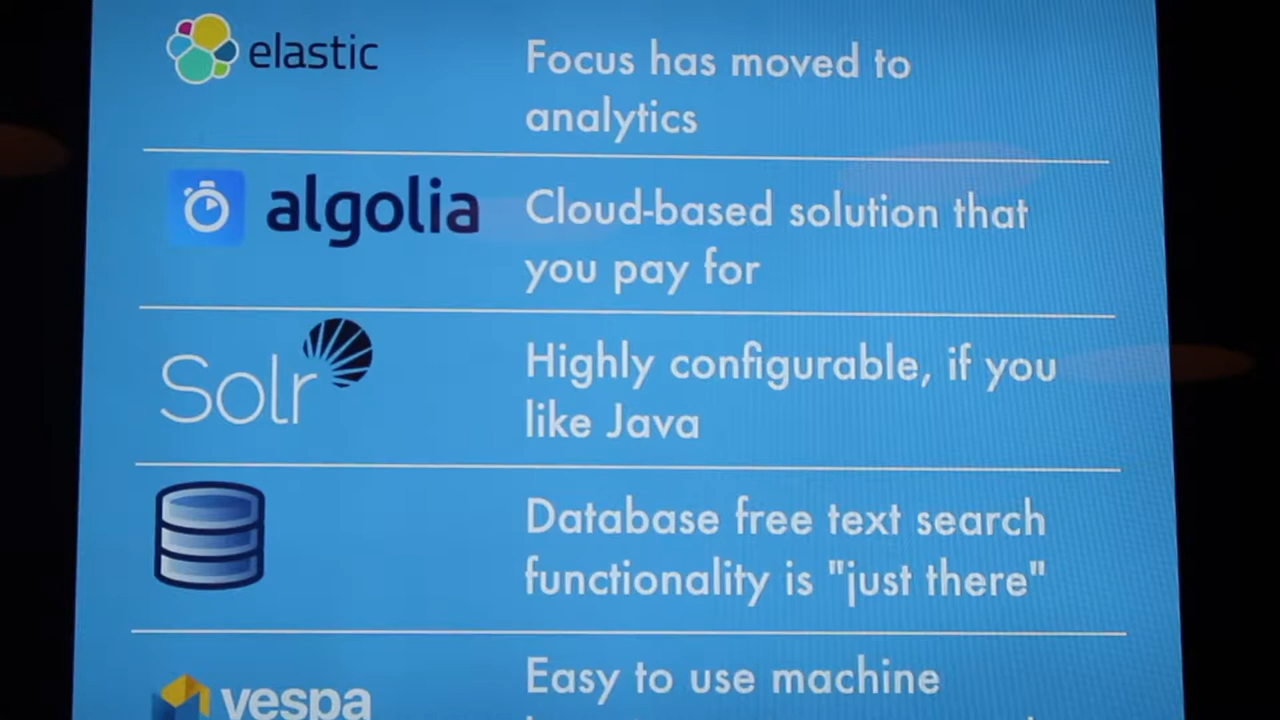 elastic
Focus has moved to
analytics
algolia
Cloud-based solution that
you pay for
Solr
Highly configurable, if you
like Java
Database free text search
functionality is "just there"
vespa
Easy to use machine